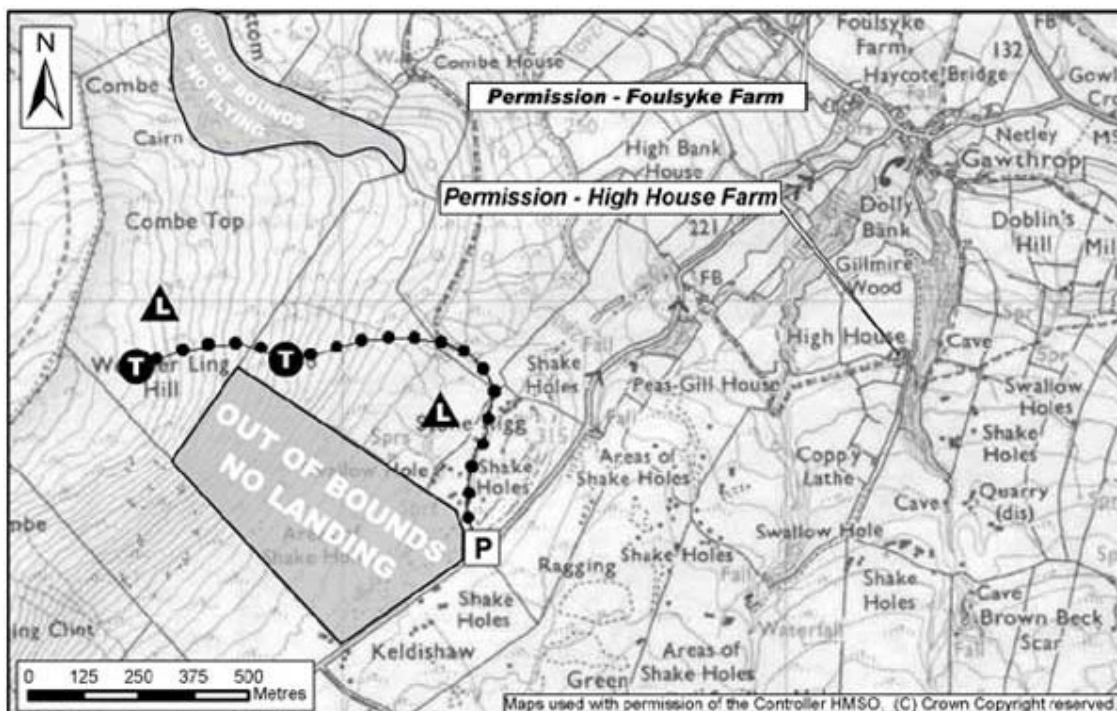 N
OUT OF BOUNDS
NO FLYING
Combe House
Foulsyke
Farm
FB
132
Haycote Bridge
Fall
Permission - Foulsyke Farm
Cairn
High Bank
House
Netley
Gawthrop
Permission - High House Farm
Combe Top
221
Dolly
Bank
Doblin's
Hill
FB
Gillmire
Wood
L
High House
Cave
T
T
Hill
Fall
Shake
Holes
Peas-Gill House
Swallow
Holes
L
315
Shake
Holes
OUT OF BOUNDS
NO LANDING
Shake
Holes
Areas of
Shake Holes
Coppy
Lathe
Cave
Quarry
(dis)
P
Swallow Hole
Ragging
Shake Holes
Fall
Shake
Holes
Shake
Holes
Cave
Brown Beck
Scar
Waterfall
Fall
Keldishaw
Green
Areas of
Shake Holes
0 125 250 375 500
Metres
Maps used with permission of the Controller HMSO. (C) Crown Copyright reserved